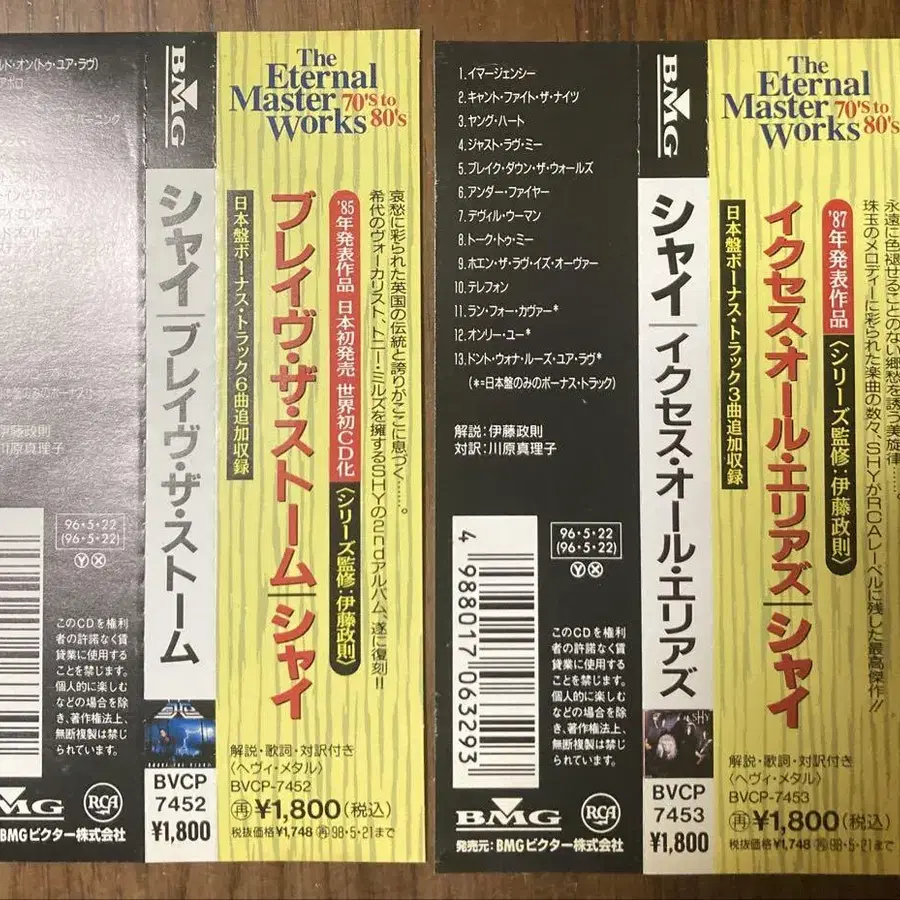 ルド・オン(トゥ・ユア・ラヴ)
伊藤政則
川原真理子
96・5・22
(96・5・22)
Ⓨ ⓧ
このCDを権利
者の許諾なく賃
貸業に使用する
ことを禁じます。
個人的に楽しむ
などの場合を除
き、著作権法上、
無断複製は禁じ
られています。
BMG
RCA
BMGビクター株式会社
BMG
シャイ|ブレイヴ・ザ・ストーム
BVCP
7452
¥1,800
The
Eternal
Master 70's to
Works 80's
哀愁に彩られた英国の伝統と誇りがここに息づく……。
希代のヴォーカリスト、トニー・ミルズを擁するSHYの2ndアルバム、遂に復刻!!
'85年発表作品 日本初発売 世界初CD化 〈シリーズ監修:伊藤政則〉
ブレイヴ・ザ・ストーム|シャイ
日本盤ボーナス・トラック6曲追加収録
解説・歌詞・対訳付き
〈ヘヴィ・メタル〉
BVCP-7452
再 ¥1,800(税込)
税抜価格¥1,748 再98・5・21まで
1.イマージェンシー
2.キャント・ファイト・ザ・ナイツ
3.ヤング・ハート
4.ジャスト・ラヴ・ミー
5.ブレイク・ダウン・ザ・ウォールズ
6.アンダー・ファイヤー
7.デヴィル・ウーマン
8.トーク・トゥ・ミー
9.ホエン・ザ・ラヴ・イズ・オーヴァー
10.テレフォン
11.ラン・フォー・カヴァー*
12.オンリー・ユー*
13.ドント・ウォナ・ルーズ・ユア・ラヴ*
(*=日本盤のみのボーナス・トラック)
解説:伊藤政則
対訳:川原真理子
96・5・22
(96・5・22)
Ⓨ ⓧ
4 988017 063293
このCDを権利
者の許諾なく賃
貸業に使用する
ことを禁じます。
個人的に楽しむ
などの場合を除
き、著作権法上、
無断複製は禁じ
られています。
BMG
RCA
発売元:BMGビクター株式会社
BMG
シャイ|イクセス・オール・エリアズ
SHY
BVCP
7453
¥1,800
The
Eternal
Master 70's to
Works 80's
永遠に色褪せることのない郷愁を誘う美旋律……。
珠玉のメロディーに彩られた楽曲の数々、SHYがRCAレーベルに残した最高傑作!!
'87年発表作品 〈シリーズ監修:伊藤政則〉
イクセス・オール・エリアズ|シャイ
日本盤ボーナス・トラック3曲追加収録
解説・歌詞・対訳付き
〈ヘヴィ・メタル〉
BVCP-7453
再 ¥1,800(税込)
税抜価格¥1,748 再98・5・21まで